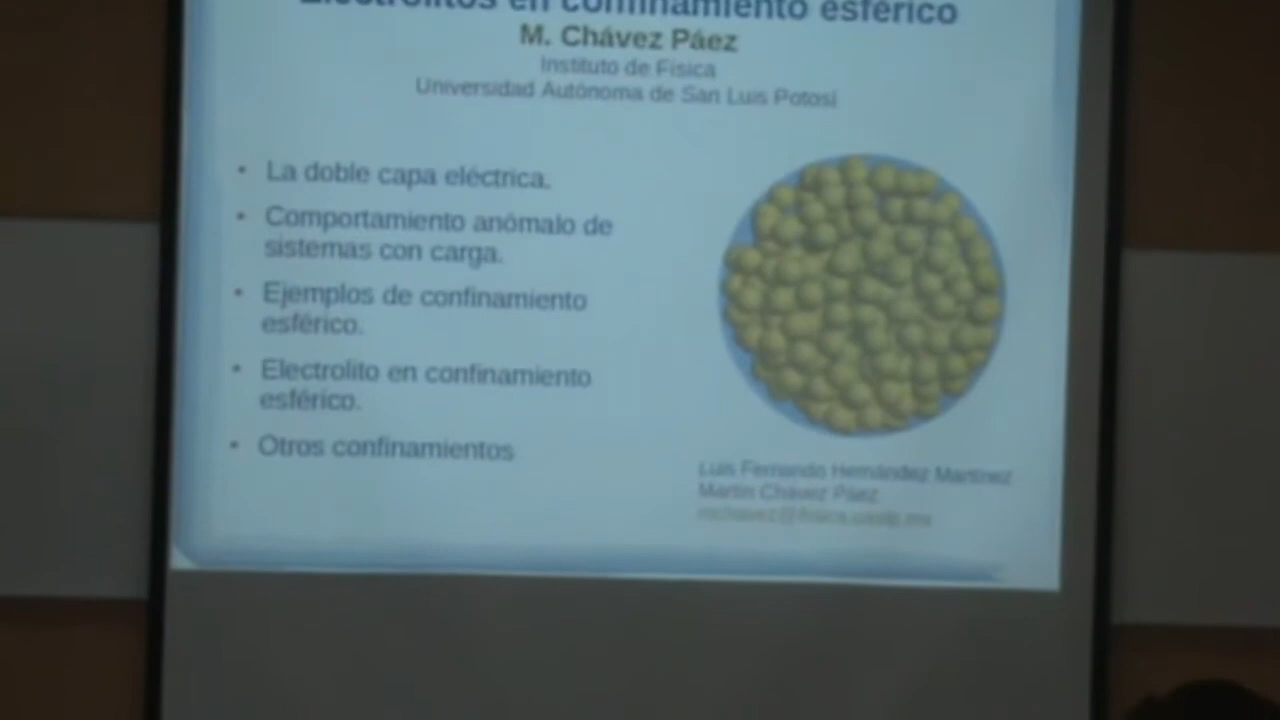 Electrolitos en confinamiento esférico
M. Chávez Páez
Instituto de Física
Universidad Autónoma de San Luis Potosí
• La doble capa eléctrica.
• Comportamiento anómalo de
sistemas con carga.
• Ejemplos de confinamiento
esférico.
• Electrolito en confinamiento
esférico.
• Otros confinamientos
Luis Fernando Hernández Martínez
Martín Chávez Páez